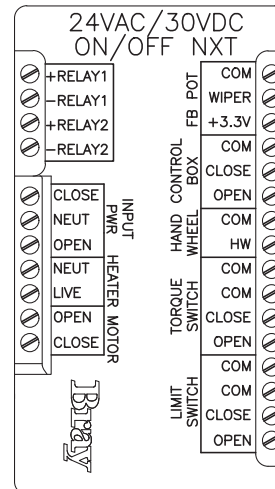 24VAC/30VDC
ON/OFF NXT
+RELAY1
−RELAY1
+RELAY2
−RELAY2
INPUT PWR
CLOSE
NEUT
OPEN
HEATER
NEUT
LIVE
MOTOR
OPEN
CLOSE
Bray
FB POT
COM
WIPER
+3.3V
HAND CONTROL BOX
COM
CLOSE
OPEN
HAND WHEEL
COM
HW
TORQUE SWITCH
COM
COM
CLOSE
OPEN
LIMIT SWITCH
COM
COM
CLOSE
OPEN